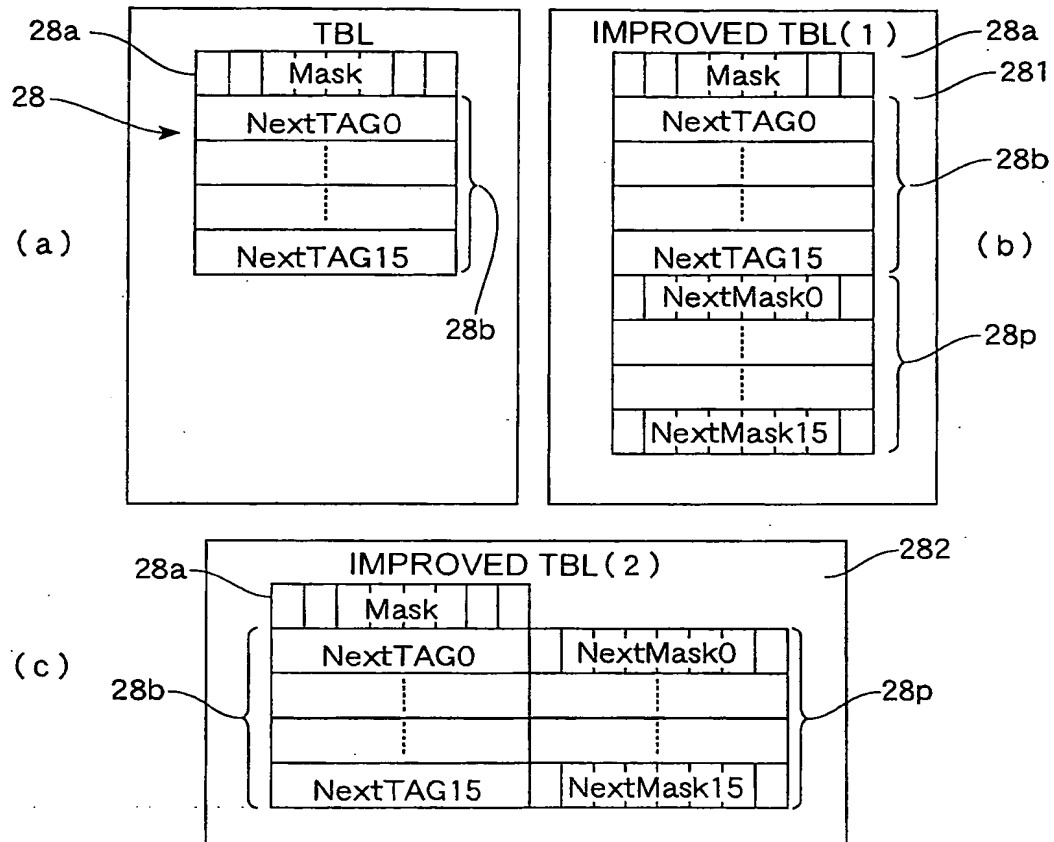 TBL
28a
Mask
28
NextTAG0
NextTAG15
28b
(a)
IMPROVED TBL(1)
28a
281
Mask
NextTAG0
28b
NextTAG15
(b)
NextMask0
28p
NextMask15
IMPROVED TBL(2)
282
28a
Mask
(c)
NextTAG0 NextMask0
28b
28p
NextTAG15 NextMask15